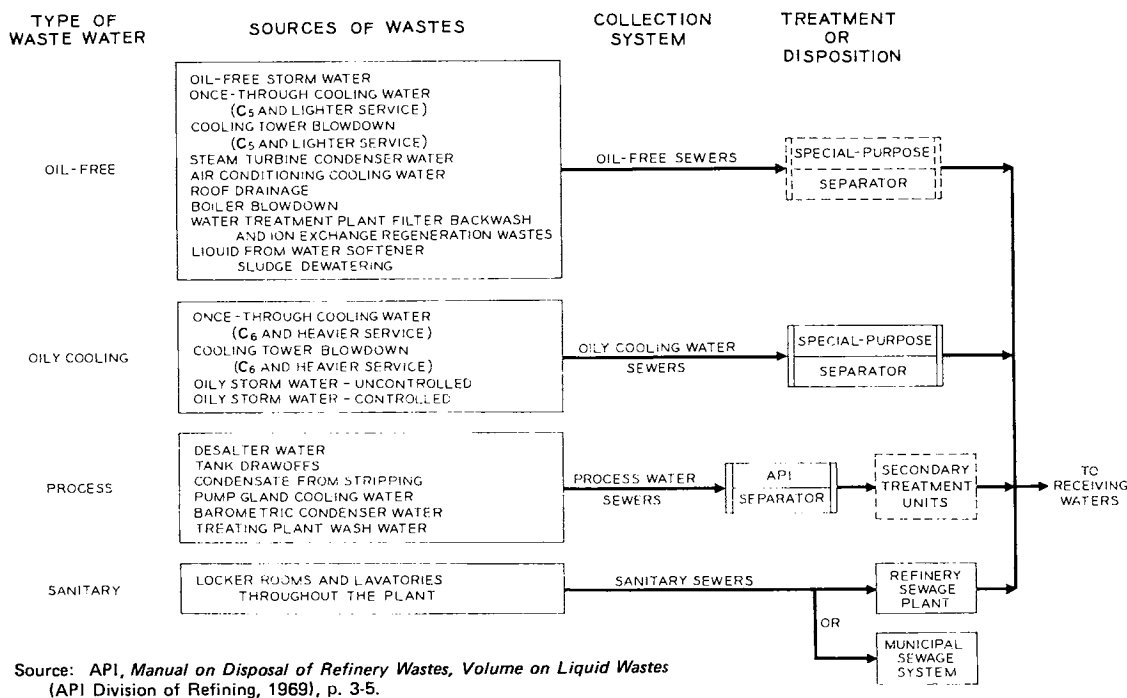 TYPE OF
WASTE WATER
SOURCES OF WASTES
COLLECTION
SYSTEM
TREATMENT
OR
DISPOSITION
OIL-FREE
OIL-FREE STORM WATER
ONCE-THROUGH COOLING WATER
(C5 AND LIGHTER SERVICE)
COOLING TOWER BLOWDOWN
(C5 AND LIGHTER SERVICE)
STEAM TURBINE CONDENSER WATER
AIR CONDITIONING COOLING WATER
ROOF DRAINAGE
BOILER BLOWDOWN
WATER TREATMENT PLANT FILTER BACKWASH
AND ION EXCHANGE REGENERATION WASTES
LIQUID FROM WATER SOFTENER
SLUDGE DEWATERING
OIL-FREE SEWERS
SPECIAL-PURPOSE
SEPARATOR
OILY COOLING
ONCE-THROUGH COOLING WATER
(C6 AND HEAVIER SERVICE)
COOLING TOWER BLOWDOWN
(C6 AND HEAVIER SERVICE)
OILY STORM WATER - UNCONTROLLED
OILY STORM WATER - CONTROLLED
OILY COOLING WATER
SEWERS
SPECIAL-PURPOSE
SEPARATOR
PROCESS
DESALTER WATER
TANK DRAWOFFS
CONDENSATE FROM STRIPPING
PUMP GLAND COOLING WATER
BAROMETRIC CONDENSER WATER
TREATING PLANT WASH WATER
PROCESS WATER
SEWERS
API
SEPARATOR
SECONDARY
TREATMENT
UNITS
TO
RECEIVING
WATERS
SANITARY
LOCKER ROOMS AND LAVATORIES
THROUGHOUT THE PLANT
SANITARY SEWERS
REFINERY
SEWAGE
PLANT
OR
MUNICIPAL
SEWAGE
SYSTEM
Source: API, Manual on Disposal of Refinery Wastes, Volume on Liquid Wastes
(API Division of Refining, 1969), p. 3-5.